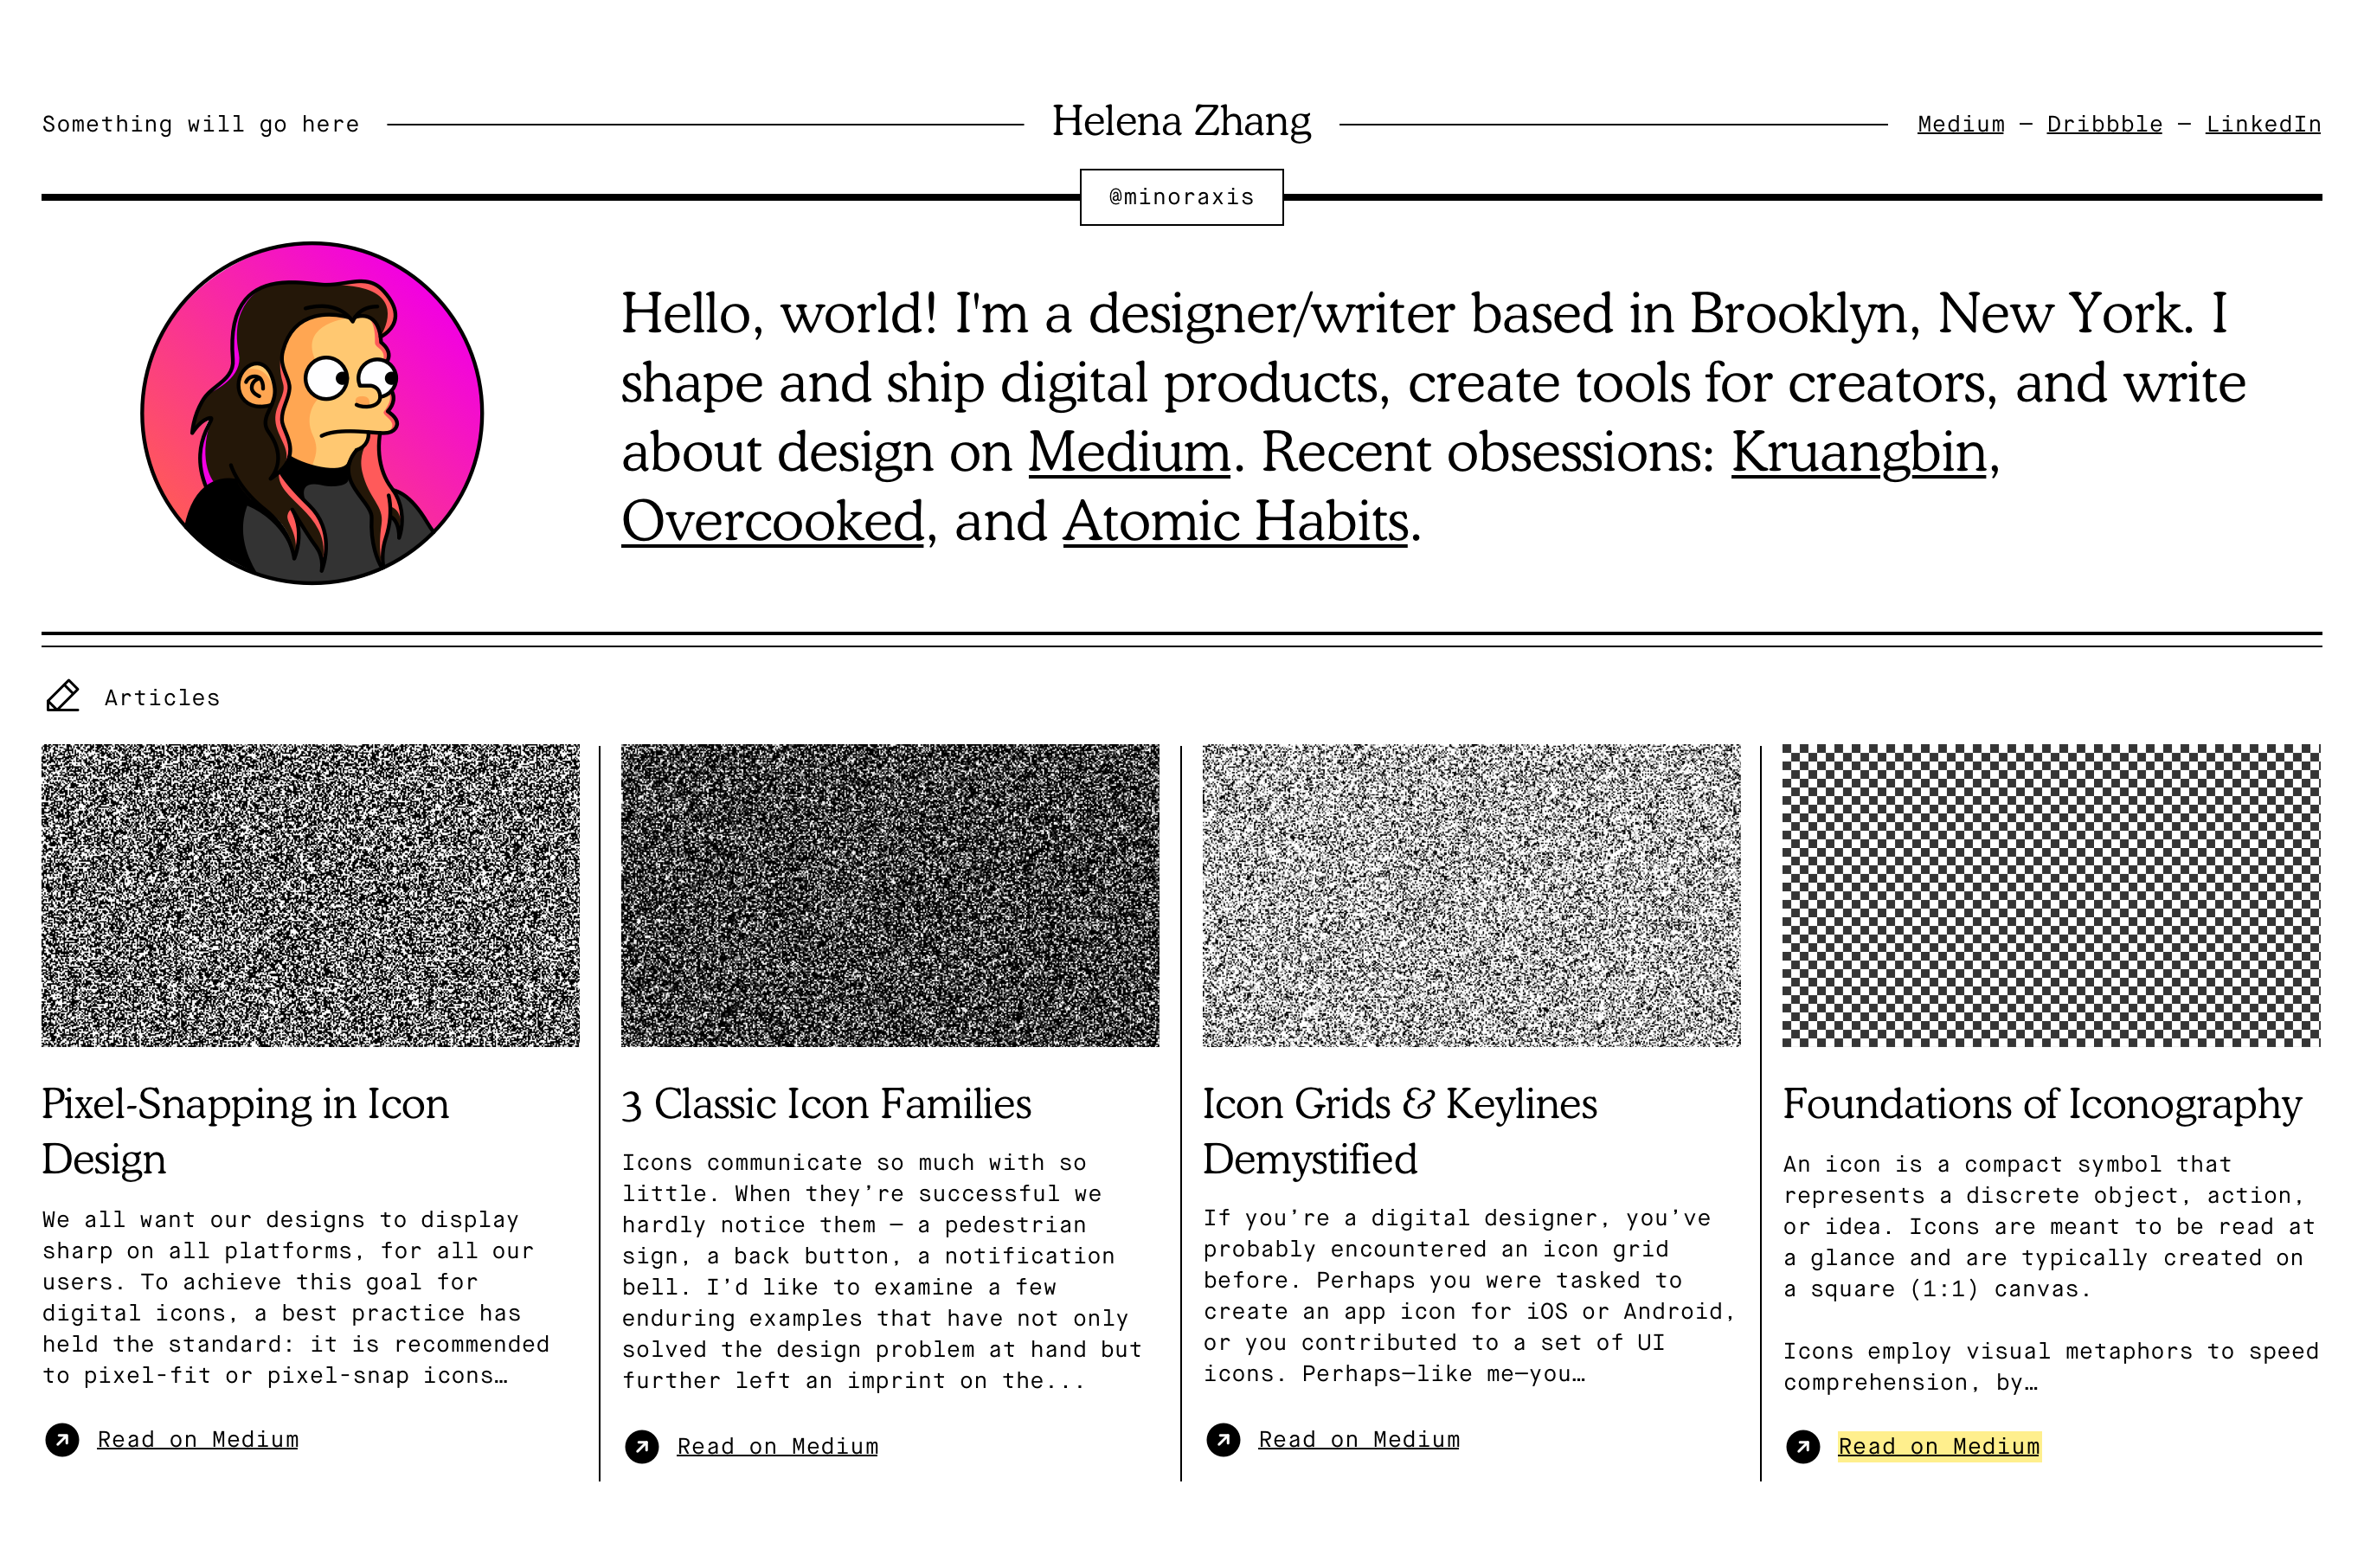 Something will go here
Helena Zhang
Medium — Dribbble — LinkedIn
@minoraxis
Hello, world! I'm a designer/writer based in Brooklyn, New York. I
shape and ship digital products, create tools for creators, and write
about design on Medium. Recent obsessions: Kruangbin,
Overcooked, and Atomic Habits.
Articles
Pixel-Snapping in Icon
Design
We all want our designs to display
sharp on all platforms, for all our
users. To achieve this goal for
digital icons, a best practice has
held the standard: it is recommended
to pixel-fit or pixel-snap icons…
Read on Medium
3 Classic Icon Families
Icons communicate so much with so
little. When they’re successful we
hardly notice them — a pedestrian
sign, a back button, a notification
bell. I’d like to examine a few
enduring examples that have not only
solved the design problem at hand but
further left an imprint on the...
Read on Medium
Icon Grids & Keylines
Demystified
If you’re a digital designer, you’ve
probably encountered an icon grid
before. Perhaps you were tasked to
create an app icon for iOS or Android,
or you contributed to a set of UI
icons. Perhaps—like me—you…
Read on Medium
Foundations of Iconography
An icon is a compact symbol that
represents a discrete object, action,
or idea. Icons are meant to be read at
a glance and are typically created on
a square (1:1) canvas.
Icons employ visual metaphors to speed
comprehension, by…
Read on Medium